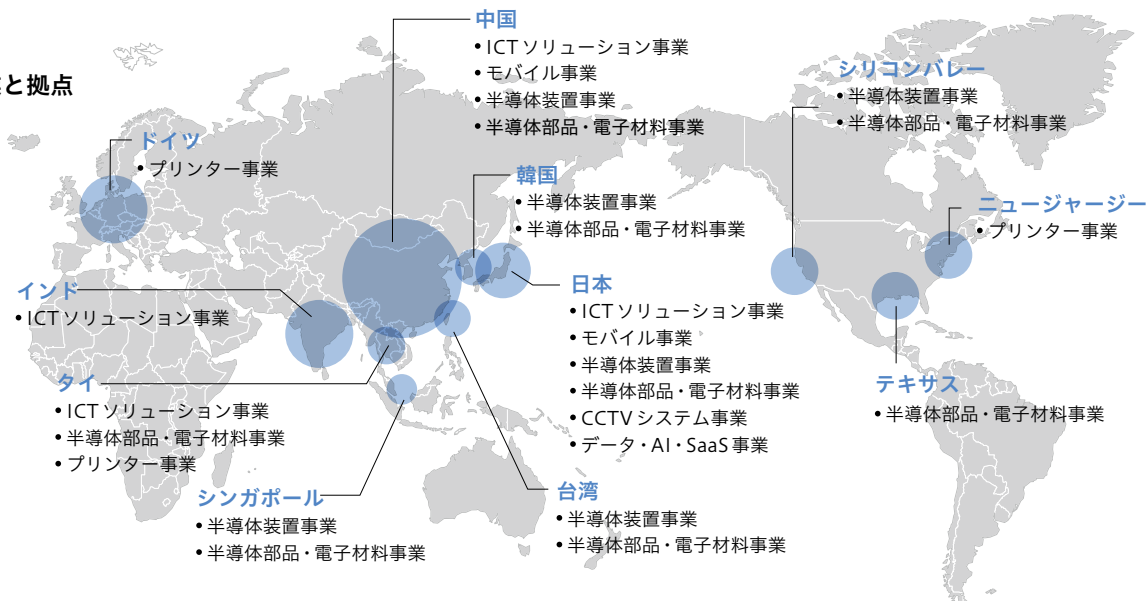 と拠点
中国
• ICTソリューション事業
• モバイル事業
• 半導体装置事業
• 半導体部品・電子材料事業
シリコンバレー
• 半導体装置事業
• 半導体部品・電子材料事業
ドイツ
• プリンター事業
韓国
• 半導体装置事業
• 半導体部品・電子材料事業
ニュージャージー
• プリンター事業
インド
• ICTソリューション事業
日本
• ICTソリューション事業
• モバイル事業
• 半導体装置事業
• 半導体部品・電子材料事業
• CCTVシステム事業
• データ・AI・SaaS事業
タイ
• ICTソリューション事業
• 半導体部品・電子材料事業
• プリンター事業
テキサス
• 半導体部品・電子材料事業
シンガポール
• 半導体装置事業
• 半導体部品・電子材料事業
台湾
• 半導体装置事業
• 半導体部品・電子材料事業